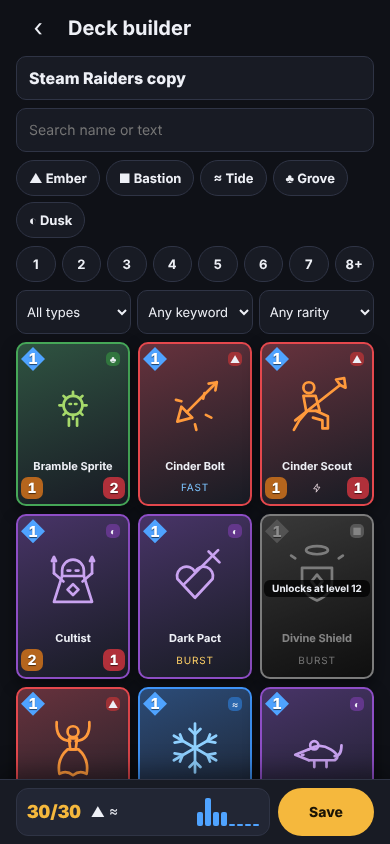 Deck builder
Steam Raiders copy
Search name or text
Ember Bastion Tide Grove
Dusk
1 2 3 4 5 6 7 8+
All types Any keyword Any rarity
1 1 1
Bramble Sprite Cinder Bolt Cinder Scout
1 2 FAST 1 1
1 1 1
Unlocks at level 12
Cultist Dark Pact Divine Shield
2 1 BURST BURST
1 1 1
30/30 Save